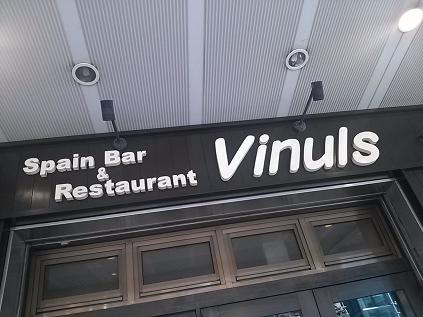 Spain Bar
&
Restaurant
Vinuls